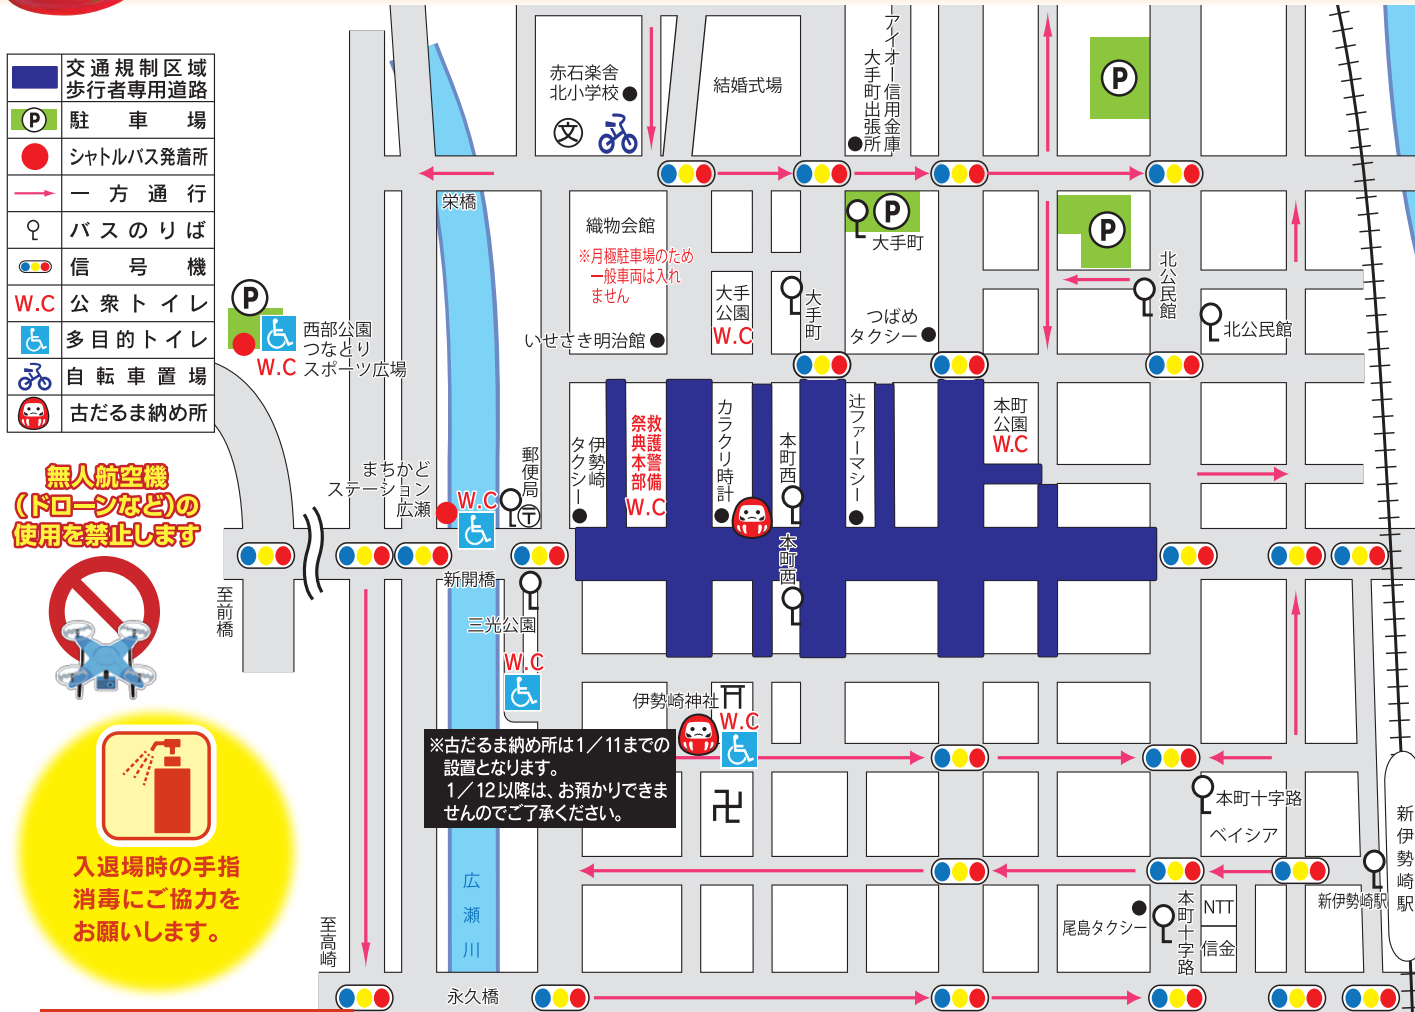 交通規制区域
歩行者専用道路
P 駐車場
シャトルバス発着所
一方通行
バスのりば
信号機
W.C 公衆トイレ
多目的トイレ
自転車置場
古だるま納め所
無人航空機
(ドローンなど)の
使用を禁止します
入退場時の手指
消毒にご協力を
お願いします。
P
W.C
西部公園
つなとり
スポーツ広場
至前橋
至高崎
赤石楽舎
北小学校
文
結婚式場
アイオー信用金庫
大手町出張所
P
P
P
栄橋
織物会館
※月極駐車場のため
一般車両は入れ
ません
いせさき明治館
大手
公園
W.C
大手町
大手町
つばめ
タクシー
北公民館
北公民館
まちかど
ステーション
広瀬
W.C
郵便局
〒
伊勢崎
タクシー
救護警備
祭典本部
W.C
カラクリ時計
本町西
辻ファーマシー
本町
公園
W.C
本町西
新開橋
三光公園
W.C
伊勢崎神社
W.C
※古だるま納め所は1／11までの
設置となります。
1／12以降は、お預かりできま
せんのでご了承ください。
卍
本町十字路
ベイシア
新伊勢崎駅
新伊勢崎駅
広瀬川
尾島タクシー
本町十字路
NTT
信金
永久橋